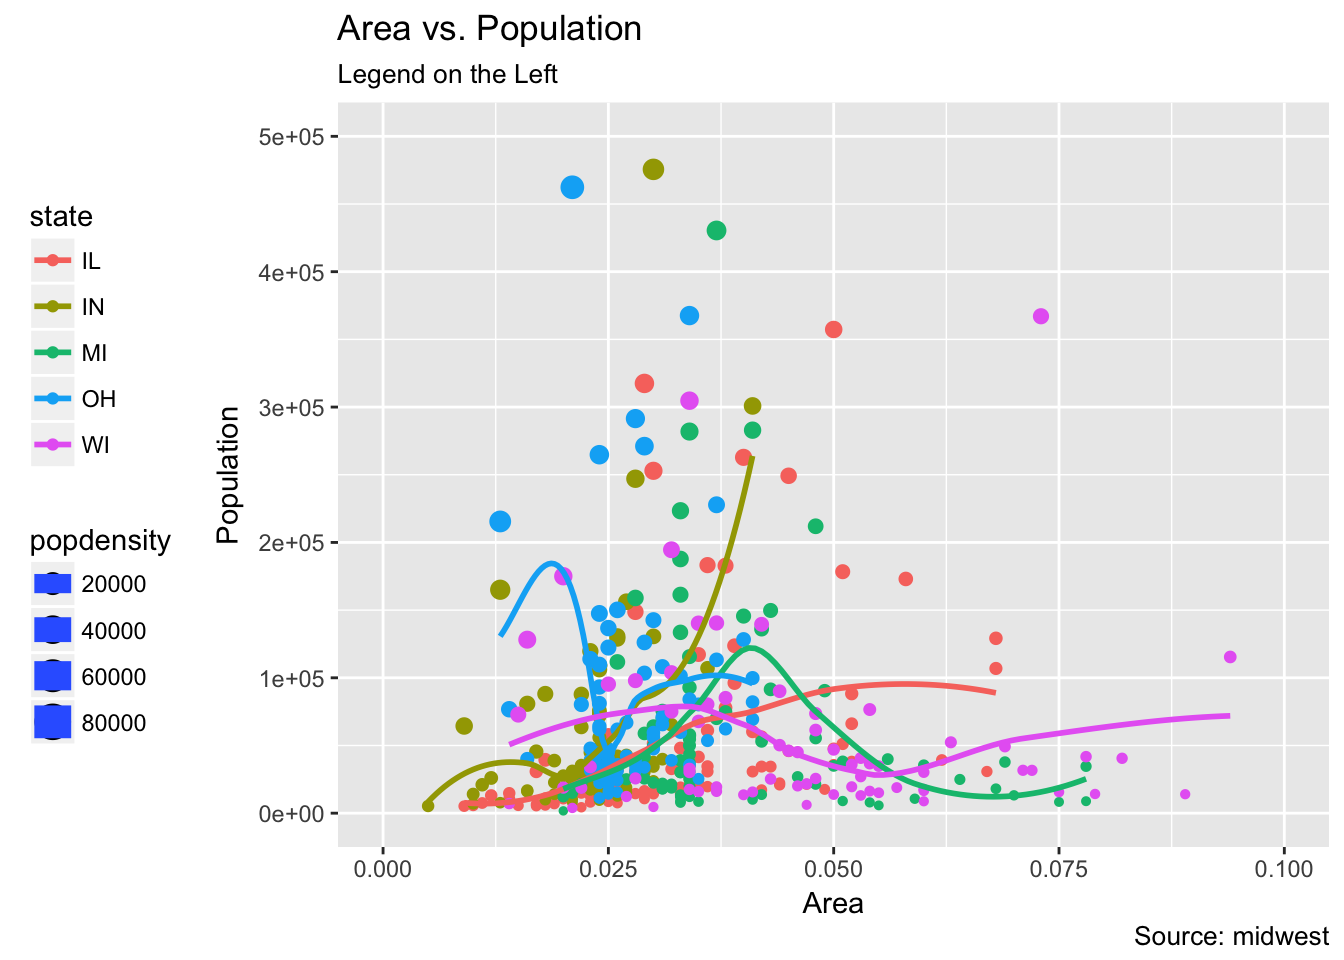 Area vs. Population
Legend on the Left
state
IL
IN
MI
OH
WI
popdensity
20000
40000
60000
80000
Population
5e+05
4e+05
3e+05
2e+05
1e+05
0e+00
0.000 0.025 0.050 0.075 0.100
Area
Source: midwest